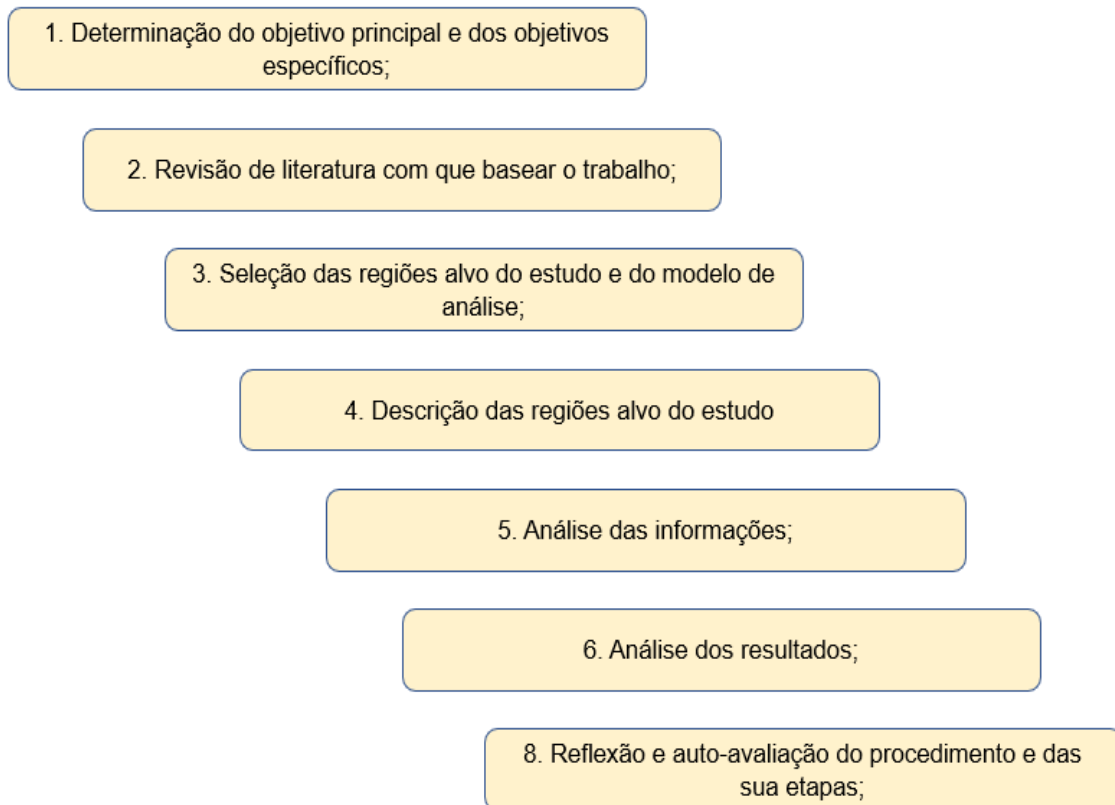 1. Determinação do objetivo principal e dos objetivos
específicos;
2. Revisão de literatura com que basear o trabalho;
3. Seleção das regiões alvo do estudo e do modelo de
análise;
4. Descrição das regiões alvo do estudo
5. Análise das informações;
6. Análise dos resultados;
8. Reflexão e auto-avaliação do procedimento e das
sua etapas;